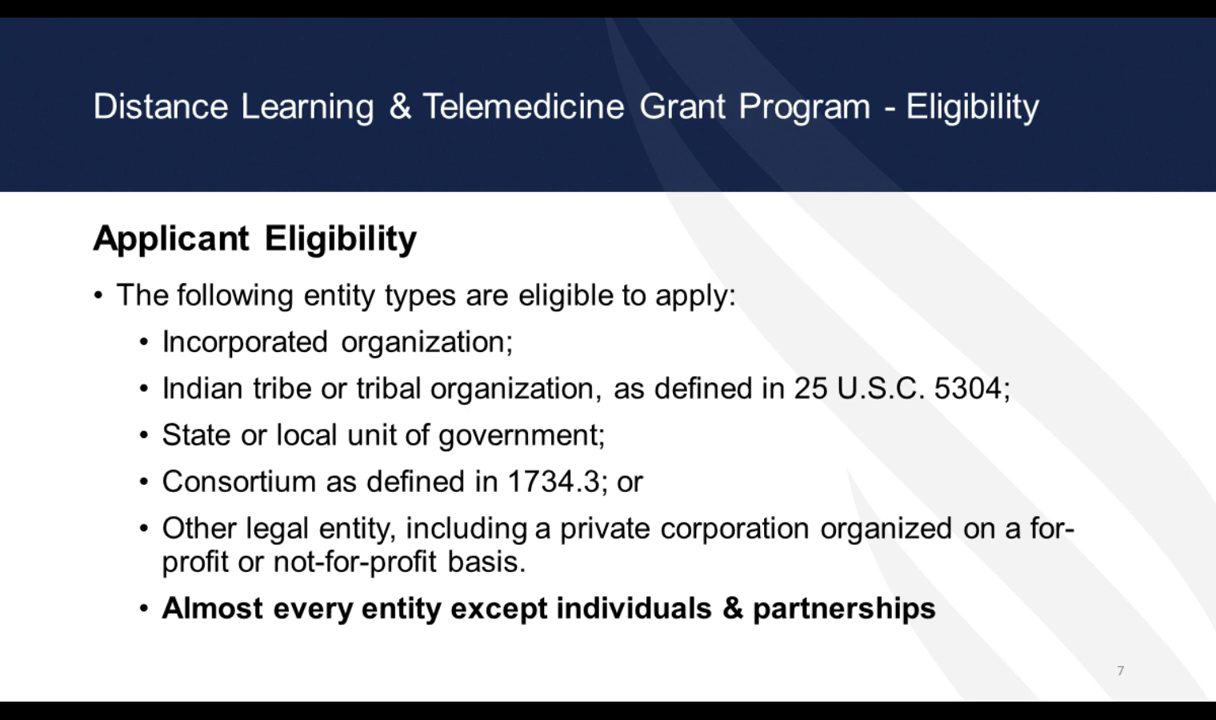 Distance Learning & Telemedicine Grant Program - Eligibility
Applicant Eligibility
• The following entity types are eligible to apply:
• Incorporated organization;
• Indian tribe or tribal organization, as defined in 25 U.S.C. 5304;
• State or local unit of government;
• Consortium as defined in 1734.3; or
• Other legal entity, including a private corporation organized on a for-
profit or not-for-profit basis.
• Almost every entity except individuals & partnerships
7